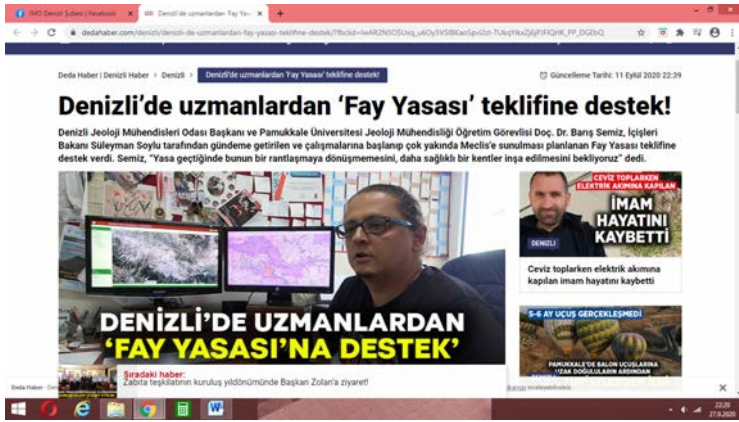 İMO Denizli Şubesi | Facebook
Denizli'de uzmanlardan 'Fay Yas
dedahaber.com/denizli/denizli-de-uzmanlardan-fay-yasasi-teklifine-destek/
Deda Haber | Denizli Haber > Denizli > Denizli'de uzmanlardan 'Fay Yasası' teklifine destek!
Güncelleme Tarihi: 11 Eylül 2020 22:39
Denizli'de uzmanlardan 'Fay Yasası' teklifine destek!
Denizli Jeoloji Mühendisleri Odası Başkanı ve Pamukkale Üniversitesi Jeoloji Mühendisliği Öğretim Görevlisi Doç. Dr. Barış Semiz, İçişleri
Bakanı Süleyman Soylu tarafından gündeme getirilen ve çalışmalarına başlanıp çok yakında Meclis'e sunulması planlanan Fay Yasası teklifine
destek verdi. Semiz, "Yasa geçtiğinde bunun bir rantlaşmaya dönüşmemesini, daha sağlıklı bir kentler inşa edilmesini bekliyoruz" dedi.
CEVİZ TOPLARKEN
ELEKTRİK AKIMINA KAPILAN
İMAM
HAYATINI
KAYBETTİ
DENİZLİ
Ceviz toplarken elektrik akımına
kapılan imam hayatını kaybetti
DENİZLİ'DE UZMANLARDAN
'FAY YASASI'NA DESTEK'
5-6 AY UÇUŞ GERÇEKLEŞMEDİ
PAMUKKALE'DE BALON UÇUŞLARINA
UZAK DOĞULULARIN ARDINDAN
Sıradaki haber:
Zabıta teşkilatının kuruluş yıldönümünde Başkan Zolan'a ziyaret!
Deda Haber
22:20
27.9.2020